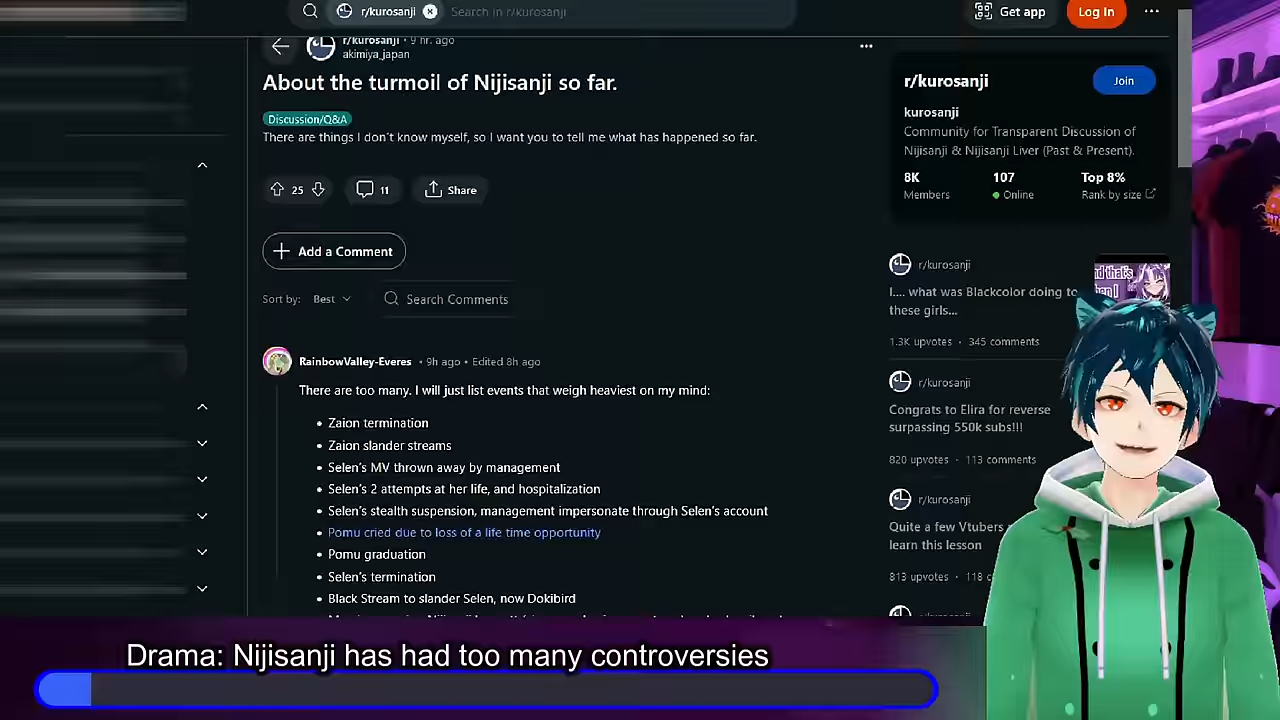 r/kurosanji
Search in r/kurosanji
Get app
Log In
r/kurosanji • 9 hr. ago
akimiya_japan
About the turmoil of Nijisanji so far.
Discussion/Q&A
There are things I don't know myself, so I want you to tell me what has happened so far.
25
11
Share
Add a Comment
Sort by: Best
Search Comments
RainbowValley-Everes • 9h ago • Edited 8h ago
There are too many. I will just list events that weigh heaviest on my mind:
• Zaion termination
• Zaion slander streams
• Selen's MV thrown away by management
• Selen's 2 attempts at her life, and hospitalization
• Selen's stealth suspension, management impersonate through Selen's account
• Pomu cried due to loss of a life time opportunity
• Pomu graduation
• Selen's termination
• Black Stream to slander Selen, now Dokibird
r/kurosanji
Join
kurosanji
Community for Transparent Discussion of
Nijisanji & Nijisanji Liver (Past & Present).
8K
107
Top 8%
Members
Online
Rank by size
r/kurosanji
I.... what was Blackcolor doing to
these girls...
1.3K upvotes • 345 comments
r/kurosanji
Congrats to Elira for reverse
surpassing 550k subs!!!
820 upvotes • 113 comments
r/kurosanji
Quite a few Vtubers
learn this lesson
813 upvotes • 118 c
Drama: Nijisanji has had too many controversies